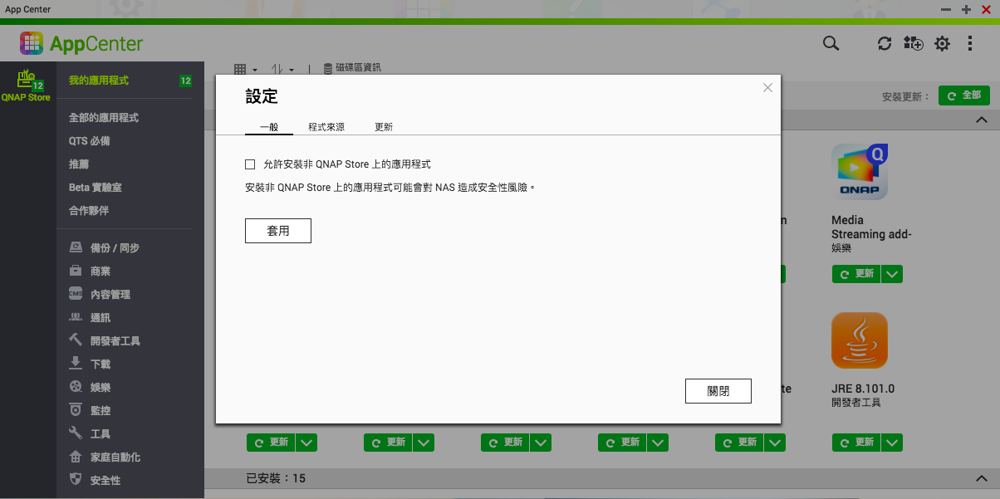 App Center
AppCenter
12
QNAP Store
我的應用程式 12
全部的應用程式
QTS 必備
推薦
Beta 實驗室
合作夥伴
備份 / 同步
商業
CMS 內容管理
通訊
開發者工具
下載
娛樂
監控
工具
家庭自動化
安全性
磁碟區資訊
安裝更新： 全部
設定
一般 程式來源 更新
允許安裝非 QNAP Store 上的應用程式
安裝非 QNAP Store 上的應用程式可能會對 NAS 造成安全性風險。
套用
關閉
Q
QNAP
n
Media
Streaming add-
娛樂
更新
te
JRE 8.101.0
開發者工具
更新 更新 更新 更新 更新 更新
已安裝：15